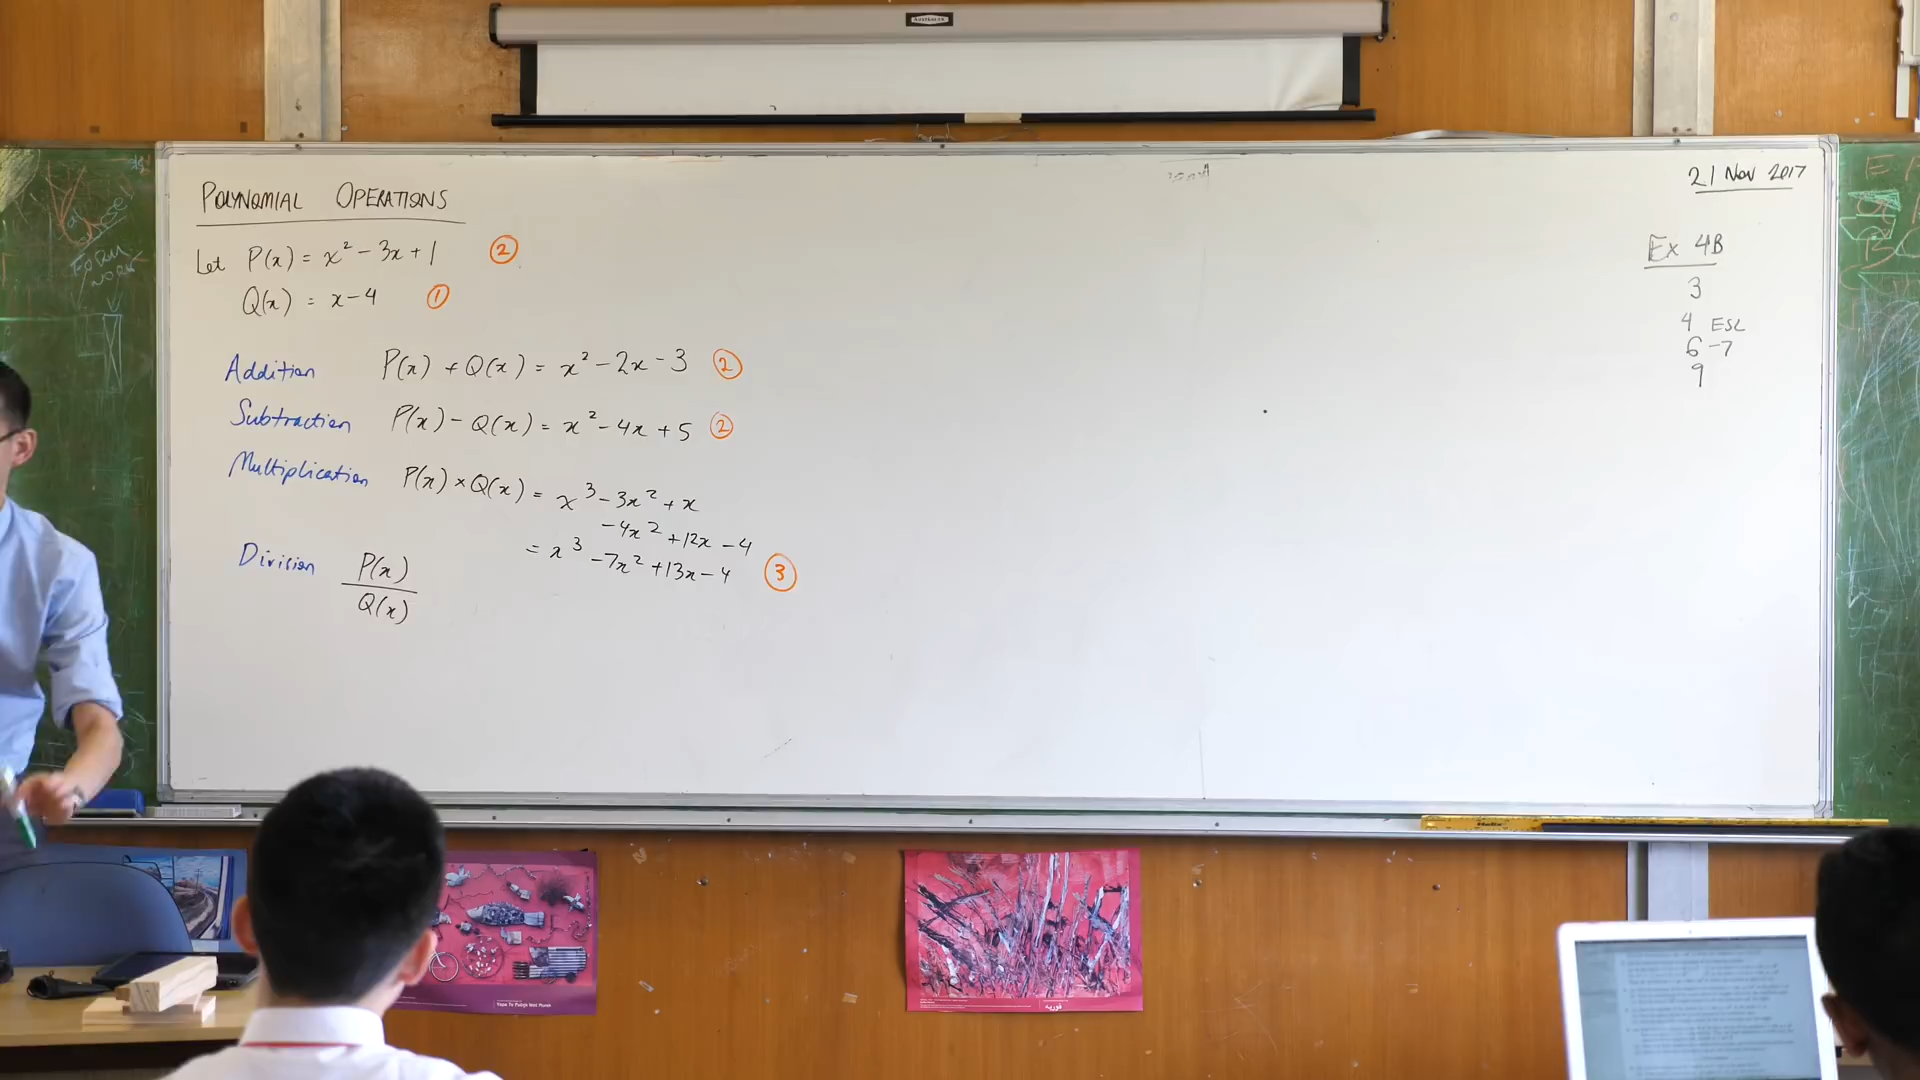 POLYNOMIAL OPERATIONS
Let P(x) = x² − 3x + 1 ②
Q(x) = x − 4 ①
Addition P(x) + Q(x) = x² − 2x − 3 ②
Subtraction P(x) − Q(x) = x² − 4x + 5 ②
Multiplication P(x) × Q(x) = x³ − 3x² + x
− 4x² + 12x − 4
= x³ − 7x² + 13x − 4 ③
Division P(x)
Q(x)
21 Nov 2017
Ex 4B
3
4 ESL
6 − 7
9